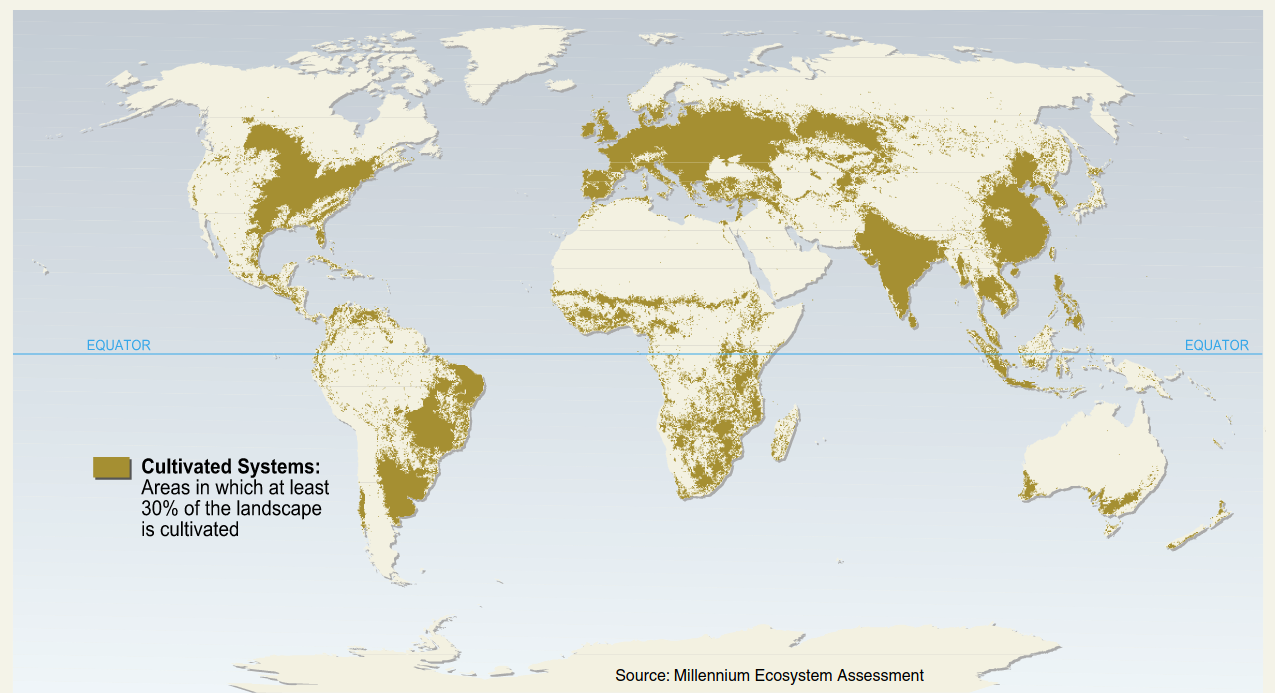 EQUATOR
EQUATOR
Cultivated Systems:
Areas in which at least
30% of the landscape
is cultivated
Source: Millennium Ecosystem Assessment